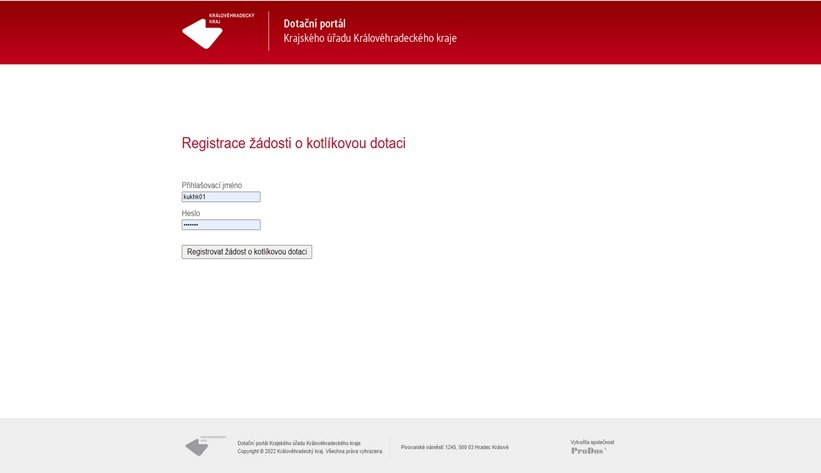 KRÁLOVÉHRADECKÝ
KRAJ
Dotační portál
Krajského úřadu Královéhradeckého kraje
Registrace žádosti o kotlíkovou dotaci
Přihlašovací jméno
kukhk01
Heslo
•••••••
Registrovat žádost o kotlíkovou dotaci
Dotační portál Krajského úřadu Královéhradeckého kraje
Copyright © 2022 Královéhradecký kraj. Všechna práva vyhrazena.
Pivovarské náměstí 1245, 500 03 Hradec Králové
Vytvořila společnost
ProDos